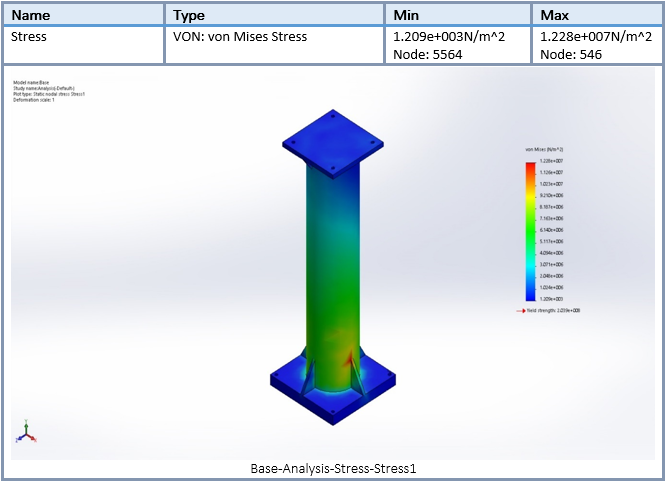 Name Type Min Max
Stress VON: von Mises Stress 1.209e+003N/m^2 1.228e+007N/m^2
Node: 5564 Node: 546
Model name:Base
Study name:Analysis(-Default-)
Plot type: Static nodal stress Stress1
Deformation scale: 1
von Mises (N/m^2)
1.228e+007
1.126e+007
1.023e+007
9.210e+006
8.187e+006
7.163e+006
6.140e+006
5.117e+006
4.094e+006
3.071e+006
2.048e+006
1.024e+006
1.209e+003
Yield strength: 2.039e+008
Base-Analysis-Stress-Stress1